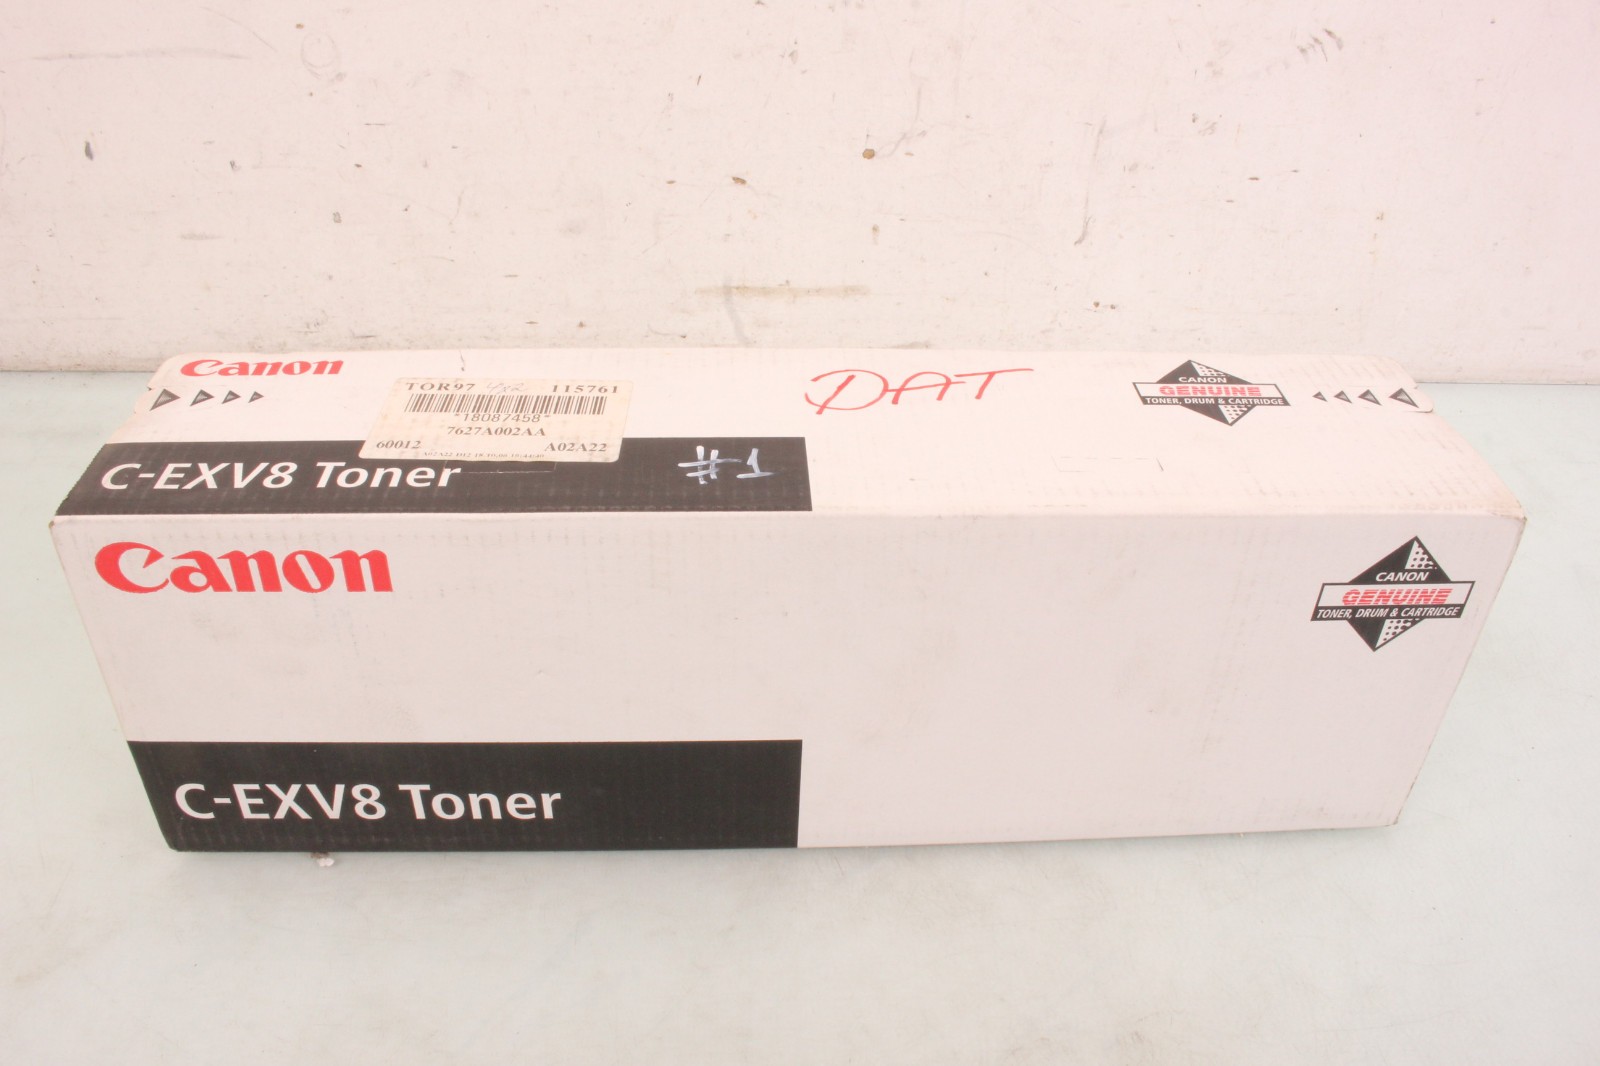 Canon
TOR97 115761
*18087458*
7627A002AA
60012 A02A22
DAT
CANON
GENUINE
TONER, DRUM & CARTRIDGE
C-EXV8 Toner
#1
Canon
CANON
GENUINE
TONER, DRUM & CARTRIDGE
C-EXV8 Toner